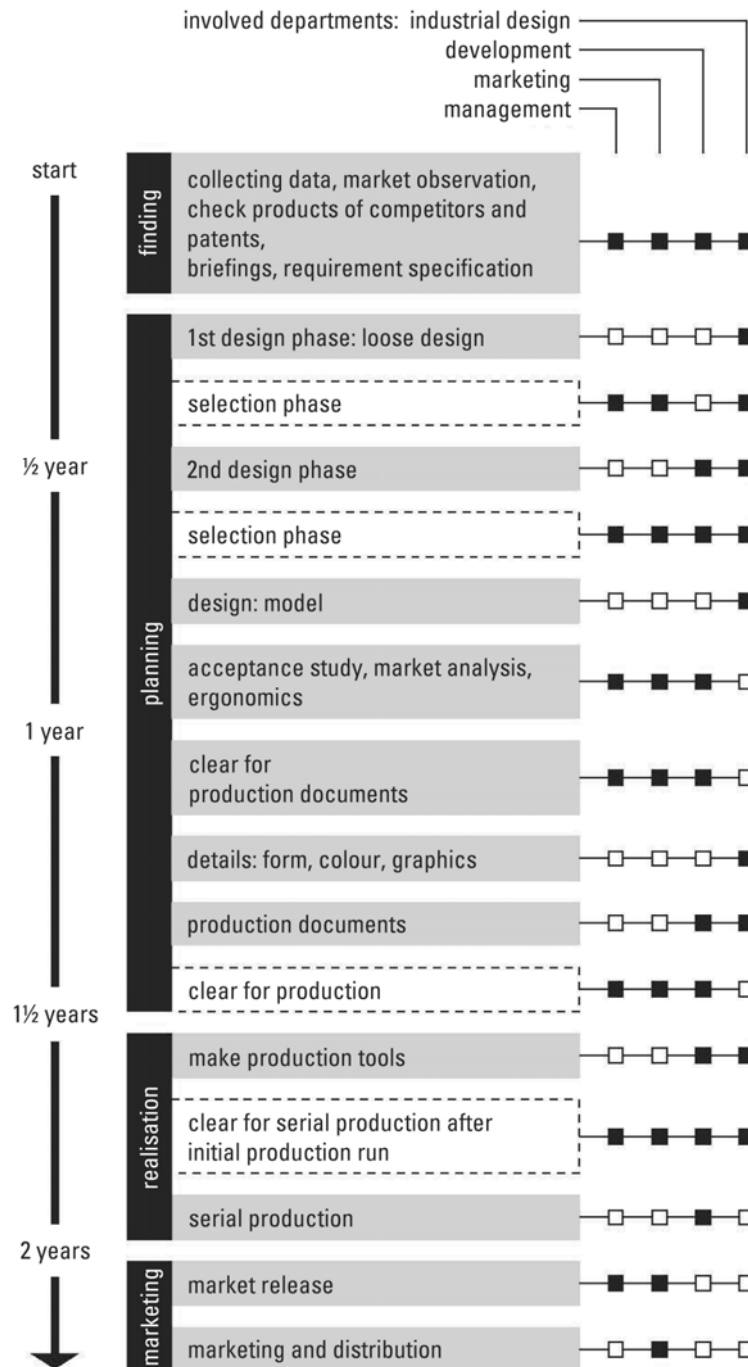 involved departments: industrial design
development
marketing
management
start
finding
collecting data, market observation,
check products of competitors and
patents,
briefings, requirement specification
planning
1st design phase: loose design
selection phase
½ year
2nd design phase
selection phase
design: model
acceptance study, market analysis,
ergonomics
1 year
clear for
production documents
details: form, colour, graphics
production documents
clear for production
1½ years
realisation
make production tools
clear for serial production after
initial production run
serial production
2 years
marketing
market release
marketing and distribution